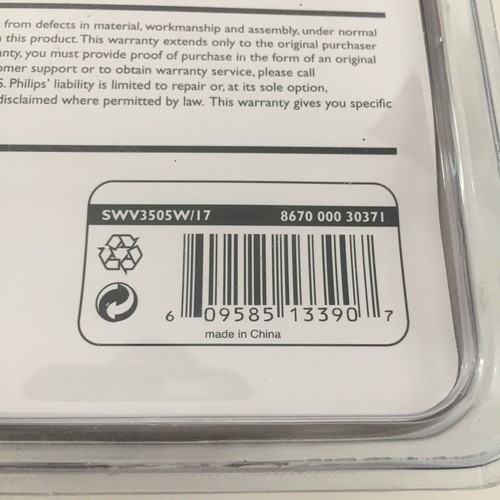 from defects in material, workmanship and assembly, under normal
this product. This warranty extends only to the original purchaser
you must provide proof of purchase in the form of an original
support or to obtain warranty service, please call
Philips' liability is limited to repair or, at its sole option,
disclaimed where permitted by law. This warranty gives you specific
SWV3505W/17 8670 000 30371
6 09585 13390 7
made in China